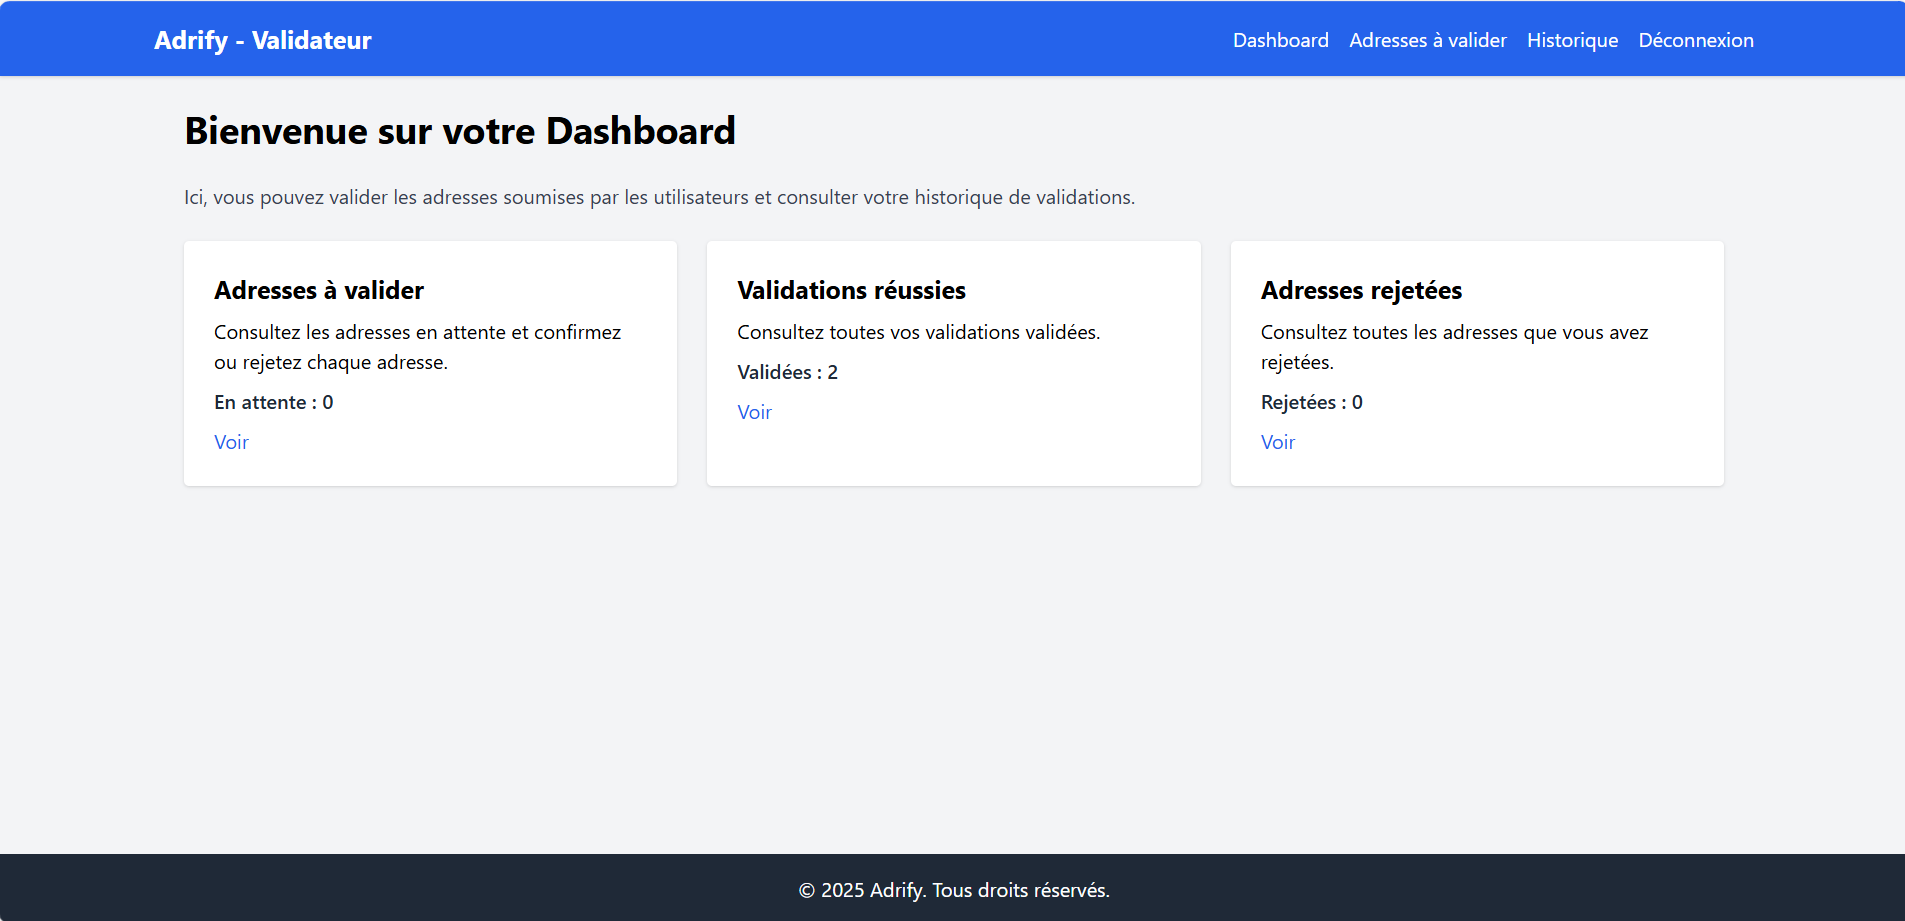 Adrify - Validateur
Dashboard Adresses à valider Historique Déconnexion
Bienvenue sur votre Dashboard
Ici, vous pouvez valider les adresses soumises par les utilisateurs et consulter votre historique de validations.
Adresses à valider
Consultez les adresses en attente et confirmez
ou rejetez chaque adresse.
En attente : 0
Voir
Validations réussies
Consultez toutes vos validations validées.
Validées : 2
Voir
Adresses rejetées
Consultez toutes les adresses que vous avez
rejetées.
Rejetées : 0
Voir
© 2025 Adrify. Tous droits réservés.